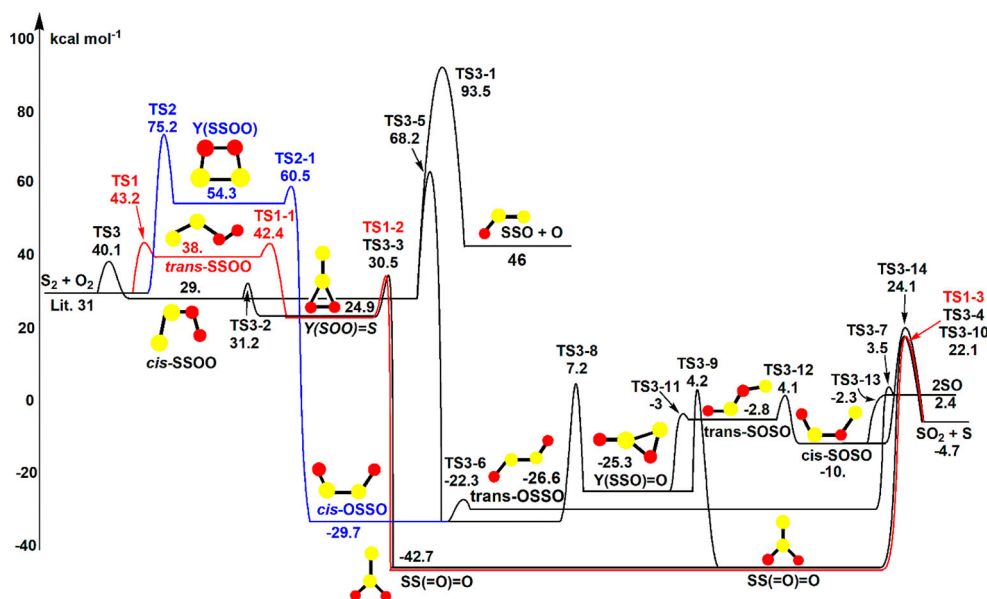 100
kcal mol-1
TS3-1
93.5
80
TS2
75.2
Y(SSOO)
TS3-5
68.2
60
TS2-1
60.5
54.3
TS1
43.2
TS1-1
42.4
TS1-2
TS3-3
30.5
SSO + O
46
40
TS3
40.1
38.
trans-SSOO
S2 + O2
Lit. 31
29.
24.9
Y(SOO)=S
TS3-2
31.2
20
cis-SSOO
TS3-14
24.1
TS1-3
TS3-4
TS3-10
22.1
TS3-7
3.5
TS3-8
7.2
TS3-9
4.2
TS3-11
-3
TS3-12
4.1
TS3-13
-2.3
2SO
2.4
0
-2.8
trans-SOSO
cis-SOSO
-10.
SO2 + S
-4.7
-20
TS3-6
-22.3
-26.6
trans-OSSO
-25.3
Y(SSO)=O
cis-OSSO
-29.7
-40
-42.7
SS(=O)=O
SS(=O)=O